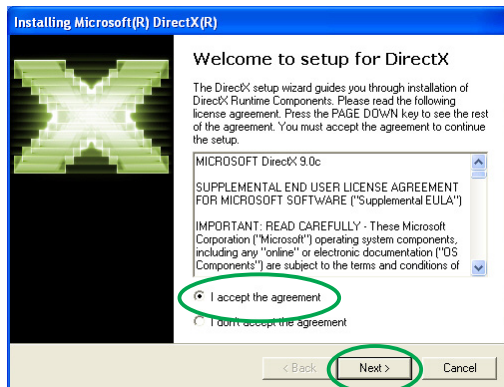 Installing Microsoft(R) DirectX(R)
Welcome to setup for DirectX
The DirectX setup wizard guides you through installation of
DirectX Runtime Components. Please read the following
license agreement. Press the PAGE DOWN key to see the rest
of the agreement. You must accept the agreement to continue
the setup.
MICROSOFT DirectX 9.0c
SUPPLEMENTAL END USER LICENSE AGREEMENT
FOR MICROSOFT SOFTWARE ("Supplemental EULA")
IMPORTANT: READ CAREFULLY - These Microsoft
Corporation ("Microsoft") operating system components,
including any "online" or electronic documentation ("OS
Components") are subject to the terms and conditions of
I accept the agreement
I don't accept the agreement
< Back
Next >
Cancel